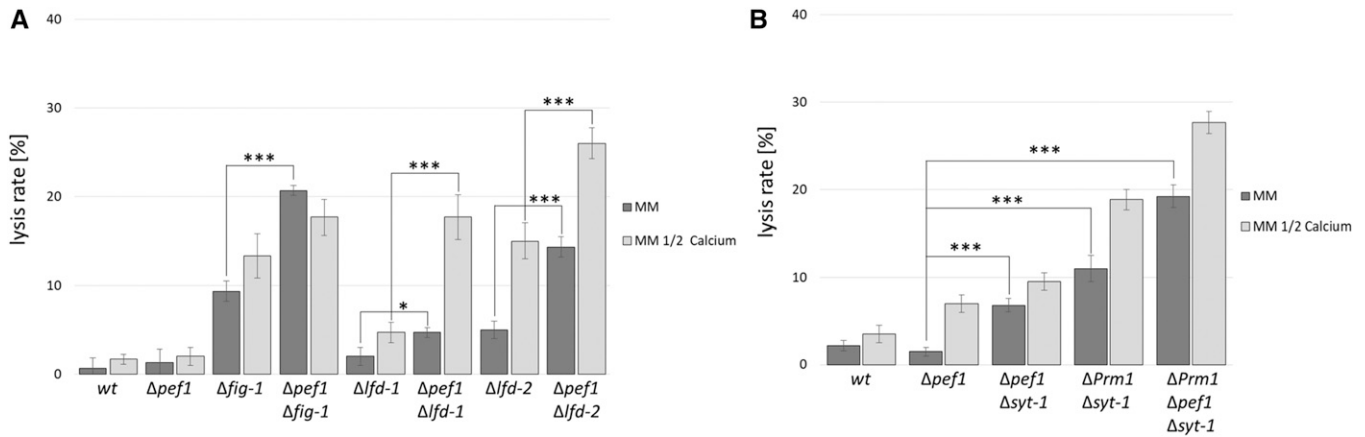 A
lysis rate [%]
40
30
20
10
0
***
***
***
***
*
MM
MM 1/2 Calcium
wt
Δpef1
Δfig-1
Δpef1
Δfig-1
Δlfd-1
Δpef1
Δlfd-1
Δlfd-2
Δpef1
Δlfd-2
B
lysis rate [%]
40
30
20
10
0
***
***
***
MM
MM 1/2 Calcium
wt
Δpef1
Δpef1
Δsyt-1
ΔPrm1
Δsyt-1
ΔPrm1
Δpef1
Δsyt-1